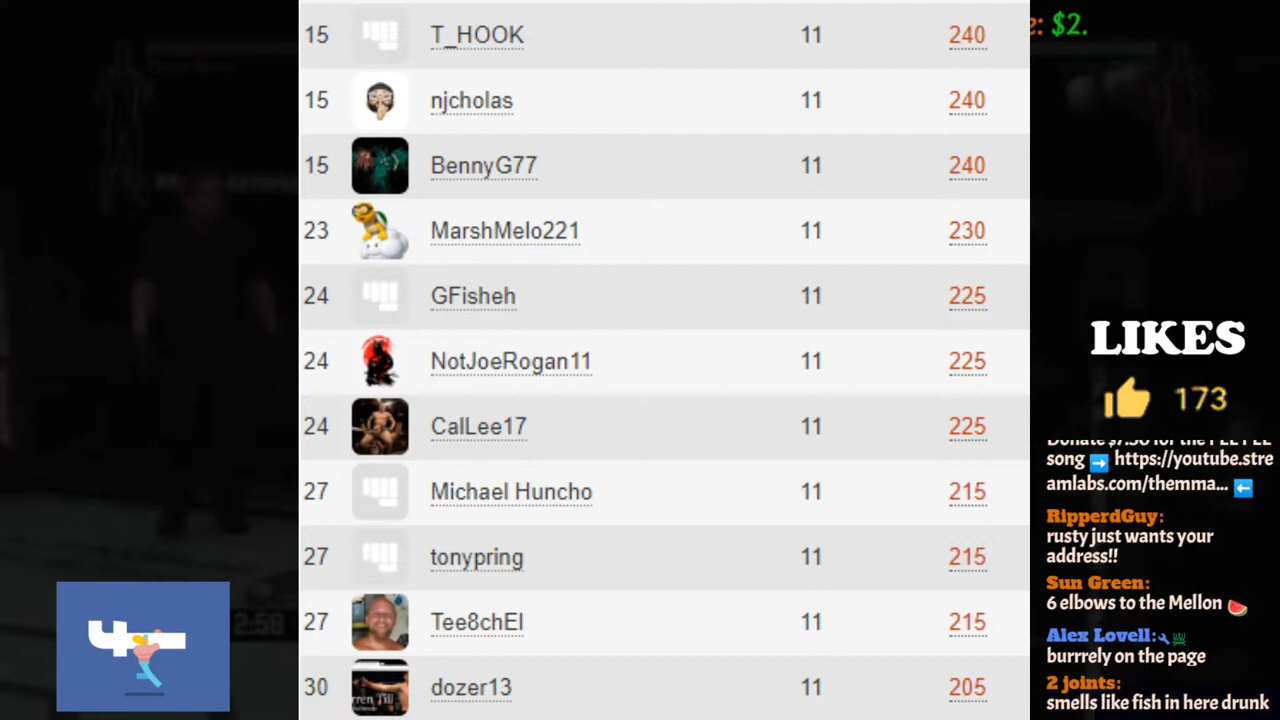 15 T_HOOK 11 240
15 njcholas 11 240
15 BennyG77 11 240
23 MarshMelo221 11 230
24 GFisheh 11 225
24 NotJoeRogan11 11 225
24 CalLee17 11 225
27 Michael Huncho 11 215
27 tonypring 11 215
27 Tee8chEl 11 215
30 dozer13 11 205
: $2.
LIKES
173
song ➡️ https://youtube.stre
amlabs.com/themma... ⬅️
RipperdGuy:
rusty just wants your
address!!
Sun Green:
6 elbows to the Mellon 🍉
Alex Lovell:
burrrely on the page
2 joints:
smells like fish in here drunk
2:58